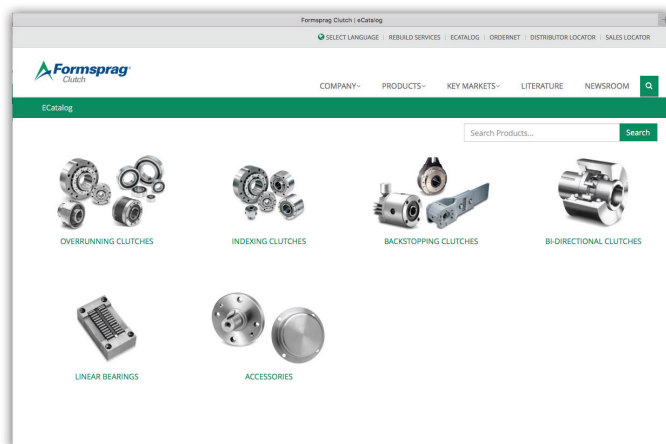 Formsprag Clutch | eCatalog
SELECT LANGUAGE | REBUILD SERVICES | ECATALOG | ORDERNET | DISTRIBUTOR LOCATOR | SALES LOCATOR
Formsprag®
Clutch
COMPANY PRODUCTS KEY MARKETS LITERATURE NEWSROOM
ECatalog
Search Products... Search
OVERRUNNING CLUTCHES INDEXING CLUTCHES BACKSTOPPING CLUTCHES BI-DIRECTIONAL CLUTCHES
LINEAR BEARINGS ACCESSORIES